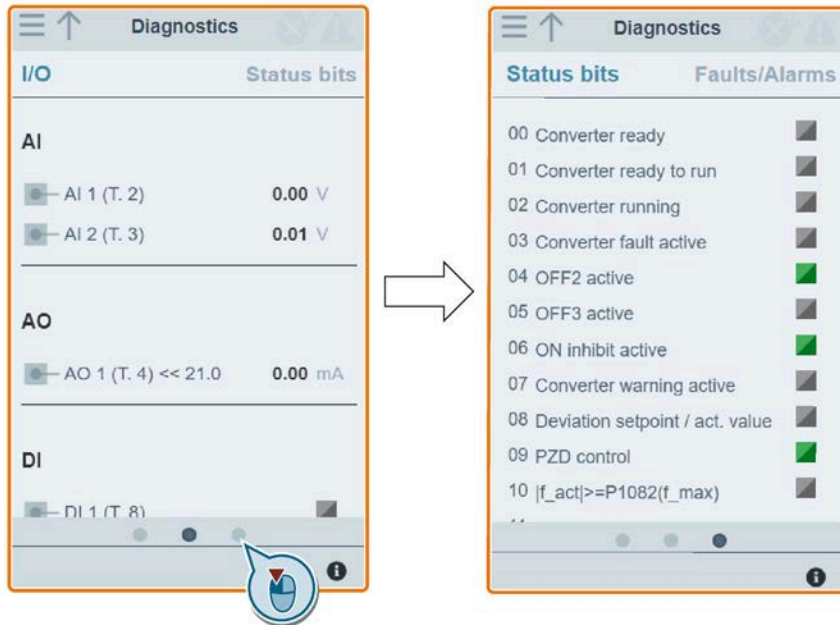 Diagnostics
I/O Status bits
AI
AI 1 (T. 2) 0.00 V
AI 2 (T. 3) 0.01 V
AO
AO 1 (T. 4) << 21.0 0.00 mA
DI
DI 1 (T. 8)
Diagnostics
Status bits Faults/Alarms
00 Converter ready
01 Converter ready to run
02 Converter running
03 Converter fault active
04 OFF2 active
05 OFF3 active
06 ON inhibit active
07 Converter warning active
08 Deviation setpoint / act. value
09 PZD control
10 |f_act|>=P1082(f_max)